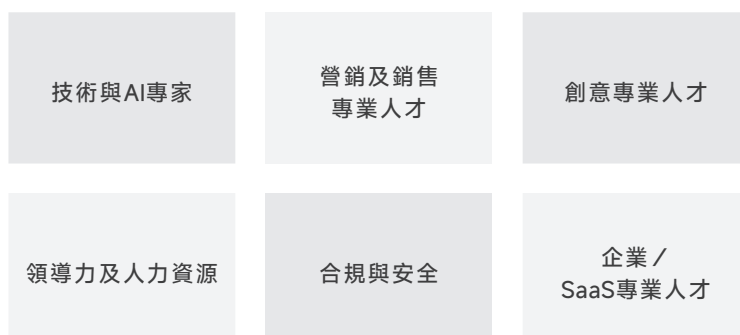 技術與AI專家
營銷及銷售
專業人才
創意專業人才
領導力及人力資源
合規與安全
企業／
SaaS專業人才